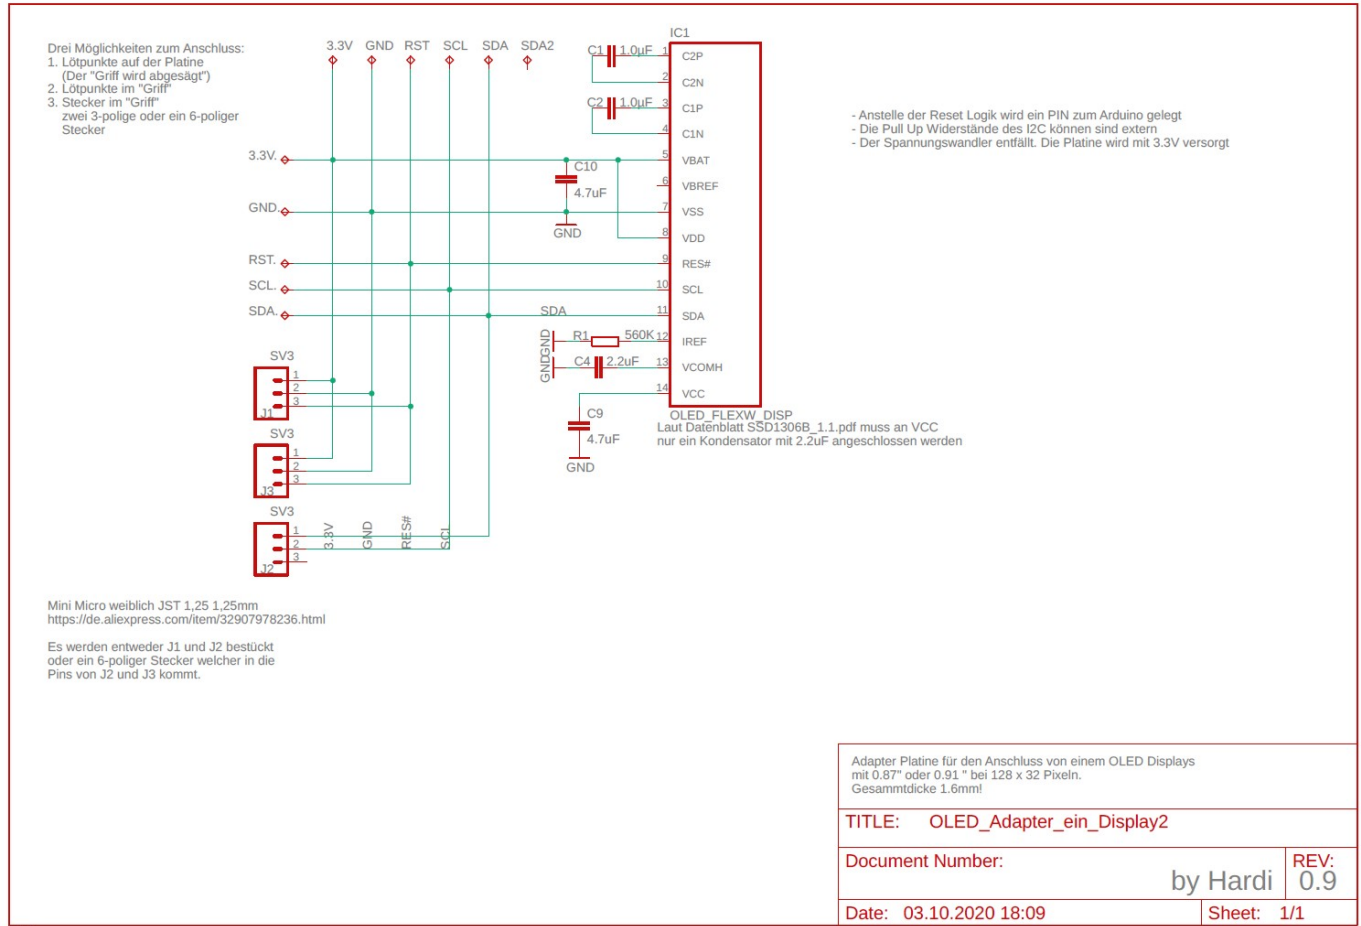 Drei Möglichkeiten zum Anschluss:
1. Lötpunkte auf der Platine
(Der "Griff wird abgesägt")
2. Lötpunkte im "Griff"
3. Stecker im "Griff"
zwei 3-polige oder ein 6-poliger
Stecker
3.3V GND RST SCL SDA SDA2
IC1
C1 1.0µF 1 C2P
2 C2N
C2 1.0µF 3 C1P
4 C1N
3.3V. 5 VBAT
C10
4.7uF
6 VBREF
GND. 7 VSS
GND
8 VDD
RST. 9 RES#
SCL. 10 SCL
SDA. SDA 11 SDA
GND R1 560K 12 IREF
GND C4 2.2uF 13 VCOMH
14 VCC
C9
4.7uF
GND
OLED_FLEXW_DISP
Laut Datenblatt SSD1306B_1.1.pdf muss an VCC
nur ein Kondensator mit 2.2uF angeschlossen werden
- Anstelle der Reset Logik wird ein PIN zum Arduino gelegt
- Die Pull Up Widerstände des I2C können sind extern
- Der Spannungswandler entfällt. Die Platine wird mit 3.3V versorgt
SV3
1
2
3
J1
SV3
1
2
3
J3
SV3
1
2
3
J2
3.3V GND RES# SCL
Mini Micro weiblich JST 1,25 1,25mm
https://de.aliexpress.com/item/32907978236.html
Es werden entweder J1 und J2 bestückt
oder ein 6-poliger Stecker welcher in die
Pins von J2 und J3 kommt.
Adapter Platine für den Anschluss von einem OLED Displays
mit 0.87" oder 0.91 " bei 128 x 32 Pixeln.
Gesammtdicke 1.6mm!
TITLE: OLED_Adapter_ein_Display2
Document Number:
by Hardi
REV:
0.9
Date: 03.10.2020 18:09
Sheet: 1/1